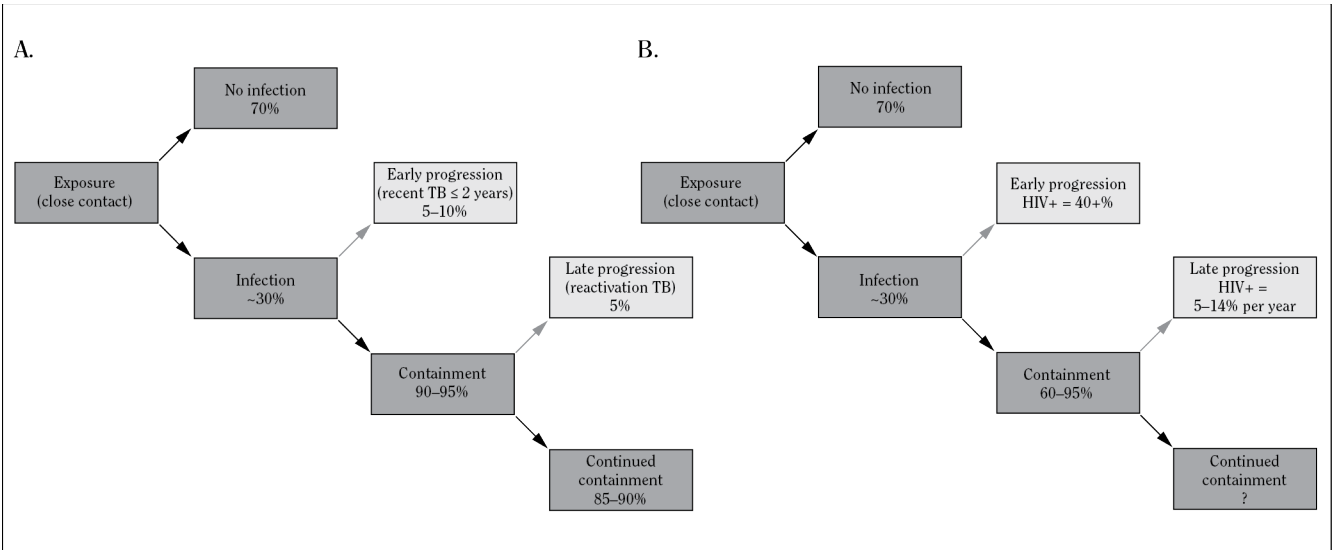 A.
No infection
70%
Exposure
(close contact)
Early progression
(recent TB ≤ 2 years)
5–10%
Infection
~30%
Late progression
(reactivation TB)
5%
Containment
90–95%
Continued
containment
85–90%
B.
No infection
70%
Exposure
(close contact)
Early progression
HIV+ = 40+%
Infection
~30%
Late progression
HIV+ =
5–14% per year
Containment
60–95%
Continued
containment
?